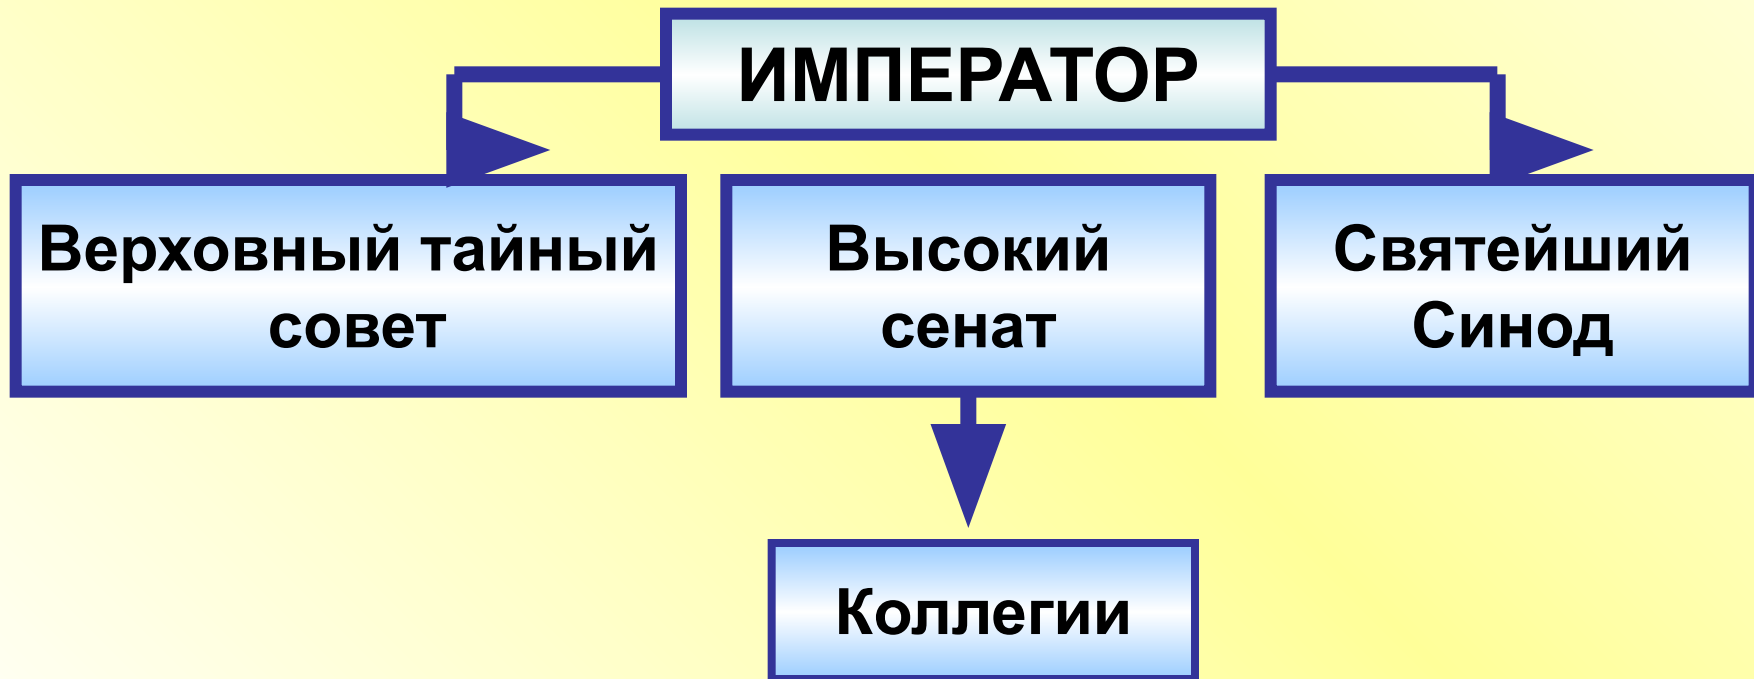 ИМПЕРАТОР
Верховный тайный
совет
Высокий
сенат
Святейший
Синод
Коллегии